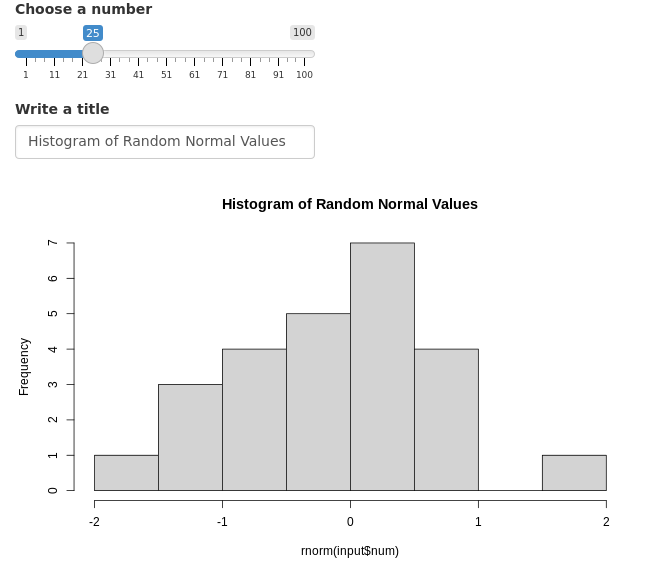 Choose a number
1 25 100
1 11 21 31 41 51 61 71 81 91 100
Write a title
Histogram of Random Normal Values
Histogram of Random Normal Values
Frequency
7
6
5
4
3
2
1
0
-2 -1 0 1 2
rnorm(input$num)